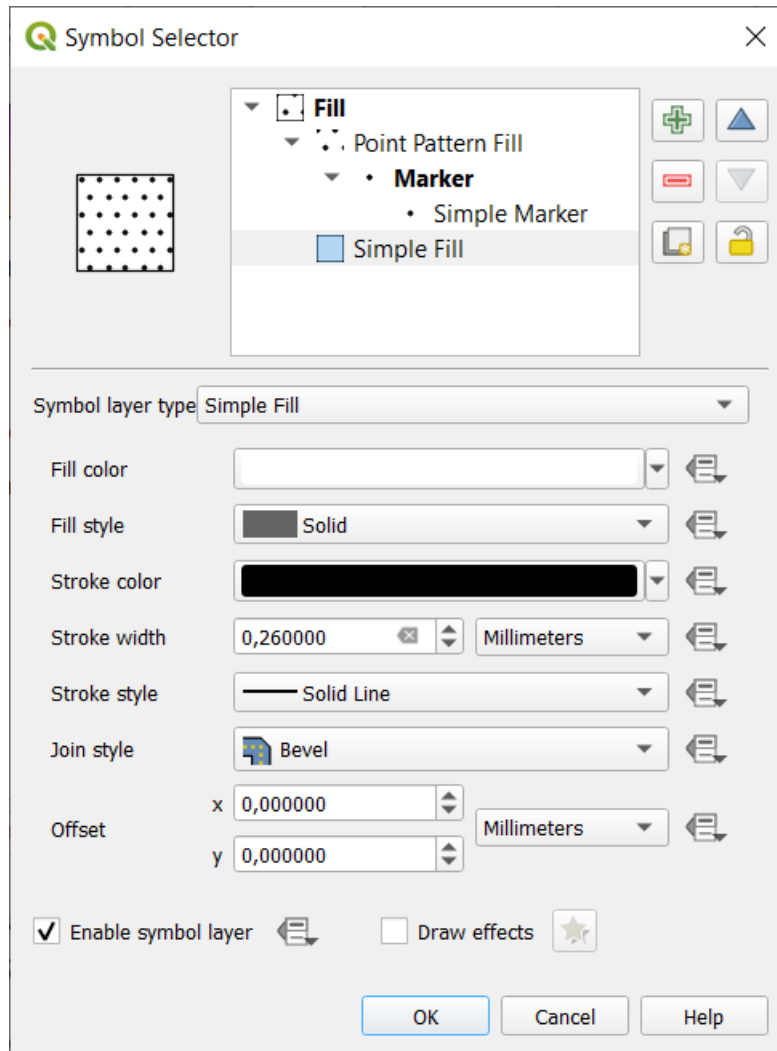 Symbol Selector
Fill
Point Pattern Fill
Marker
Simple Marker
Simple Fill
Symbol layer type Simple Fill
Fill color
Fill style Solid
Stroke color
Stroke width 0,260000 Millimeters
Stroke style Solid Line
Join style Bevel
x 0,000000
Offset Millimeters
y 0,000000
Enable symbol layer Draw effects
OK Cancel Help